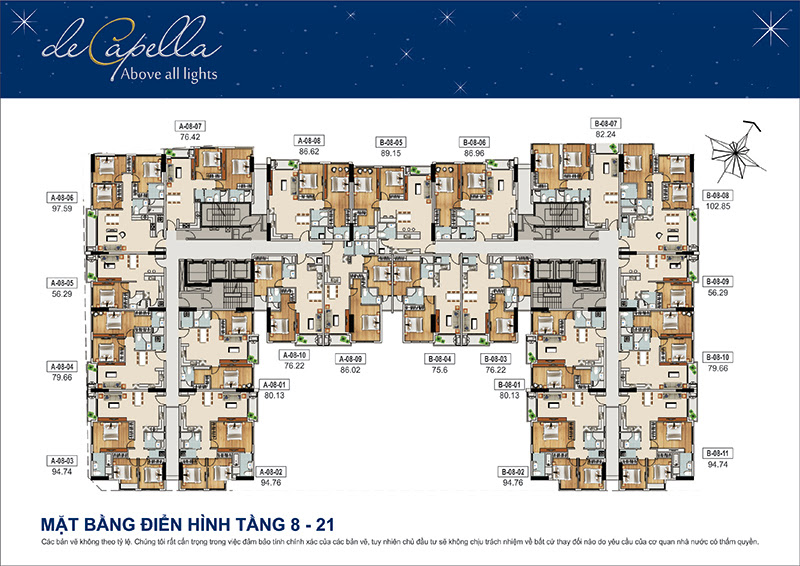 de Capella
Above all lights
A-08-07
76.42
A-08-08
86.62
B-08-05
89.15
B-08-06
86.96
B-08-07
82.24
A-08-06
97.59
B-08-08
102.85
A-08-05
56.29
B-08-09
56.29
A-08-04
79.66
A-08-10
76.22
A-08-09
86.02
B-08-04
75.6
B-08-03
76.22
B-08-10
79.66
A-08-01
80.13
B-08-01
80.13
A-08-03
94.74
A-08-02
94.76
B-08-02
94.76
B-08-11
94.74
MẶT BẰNG ĐIỂN HÌNH TẦNG 8 - 21
Các bản vẽ không theo tỷ lệ. Chúng tôi rất cẩn trọng trong việc đảm bảo tính chính xác của các bản vẽ, tuy nhiên chủ đầu tư sẽ không chịu trách nhiệm về bất cứ thay đổi nào do yêu cầu của cơ quan nhà nước có thẩm quyền.